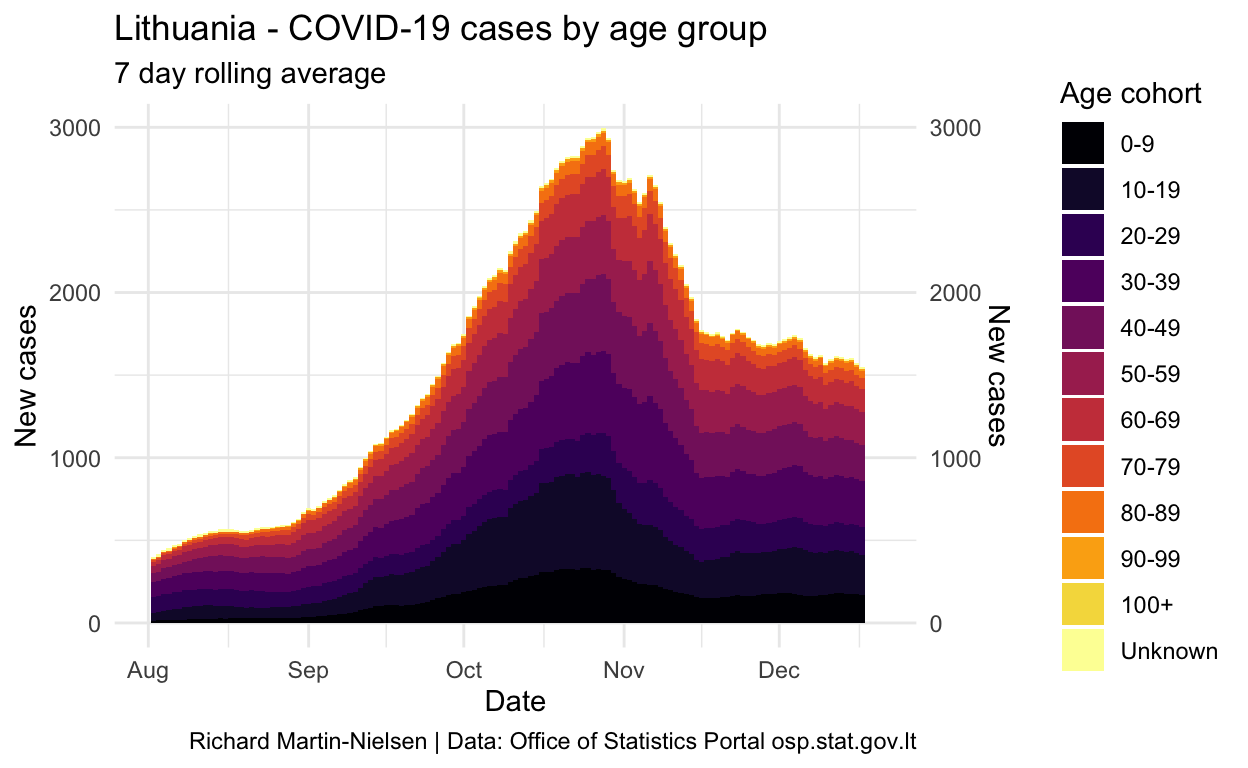 Lithuania - COVID-19 cases by age group
7 day rolling average
New cases
3000
2000
1000
0
3000
2000
1000
0
New cases
Aug
Sep
Oct
Nov
Dec
Date
Age cohort
0-9
10-19
20-29
30-39
40-49
50-59
60-69
70-79
80-89
90-99
100+
Unknown
Richard Martin-Nielsen | Data: Office of Statistics Portal osp.stat.gov.lt